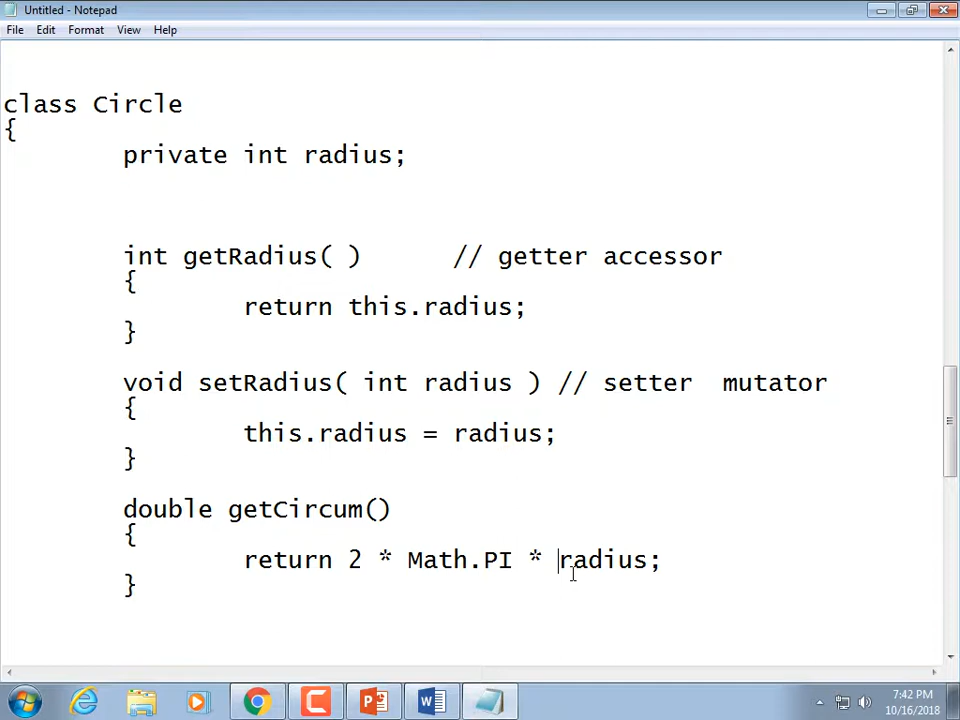 Untitled - Notepad
File Edit Format View Help
class Circle
{
private int radius;
int getRadius( ) // getter accessor
{
return this.radius;
}
void setRadius( int radius ) // setter mutator
{
this.radius = radius;
}
double getCircum()
{
return 2 * Math.PI * radius;
}
7:42 PM
10/16/2018